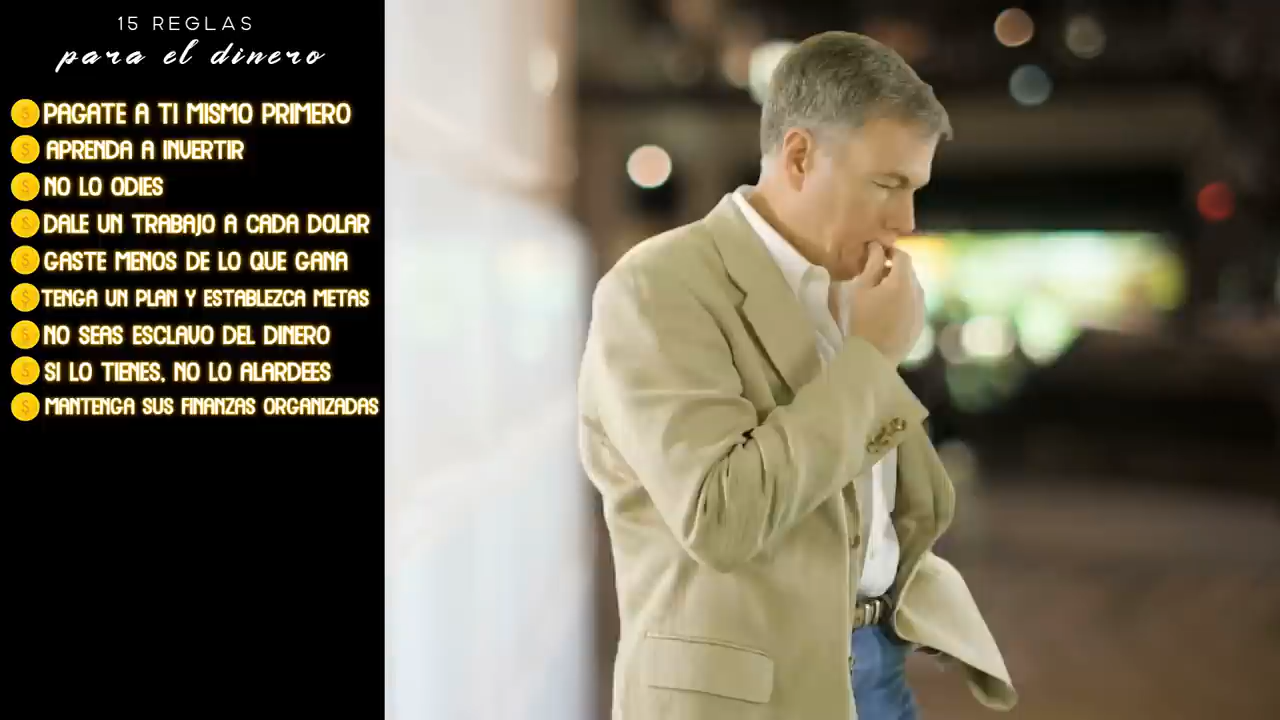 15 REGLAS
para el dinero
PAGATE A TI MISMO PRIMERO
APRENDA A INVERTIR
NO LO ODIES
DALE UN TRABAJO A CADA DOLAR
GASTE MENOS DE LO QUE GANA
TENGA UN PLAN Y ESTABLEZCA METAS
NO SEAS ESCLAVO DEL DINERO
SI LO TIENES, NO LO ALARDEES
MANTENGA SUS FINANZAS ORGANIZADAS